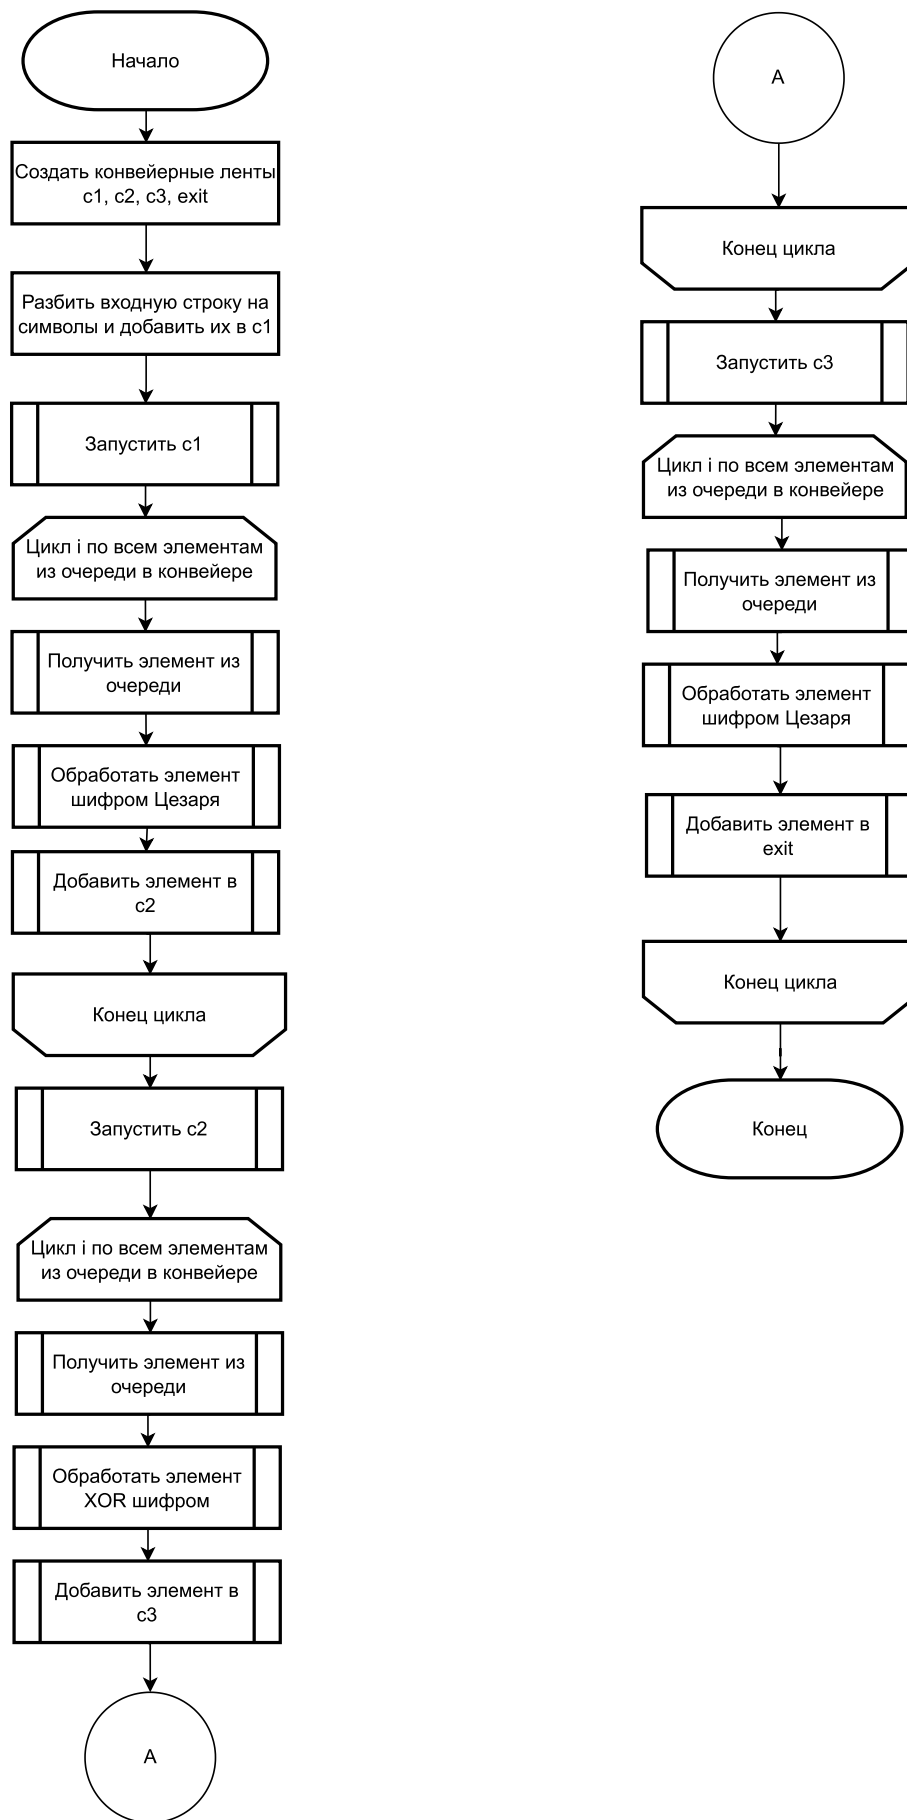 Начало
Создать конвейерные ленты
c1, c2, c3, exit
Разбить входную строку на
символы и добавить их в c1
Запустить c1
Цикл i по всем элементам
из очереди в конвейере
Получить элемент из
очереди
Обработать элемент
шифром Цезаря
Добавить элемент в
c2
Конец цикла
Запустить c2
Цикл i по всем элементам
из очереди в конвейере
Получить элемент из
очереди
Обработать элемент
XOR шифром
Добавить элемент в
c3
A
A
Конец цикла
Запустить c3
Цикл i по всем элементам
из очереди в конвейере
Получить элемент из
очереди
Обработать элемент
шифром Цезаря
Добавить элемент в
exit
Конец цикла
Конец